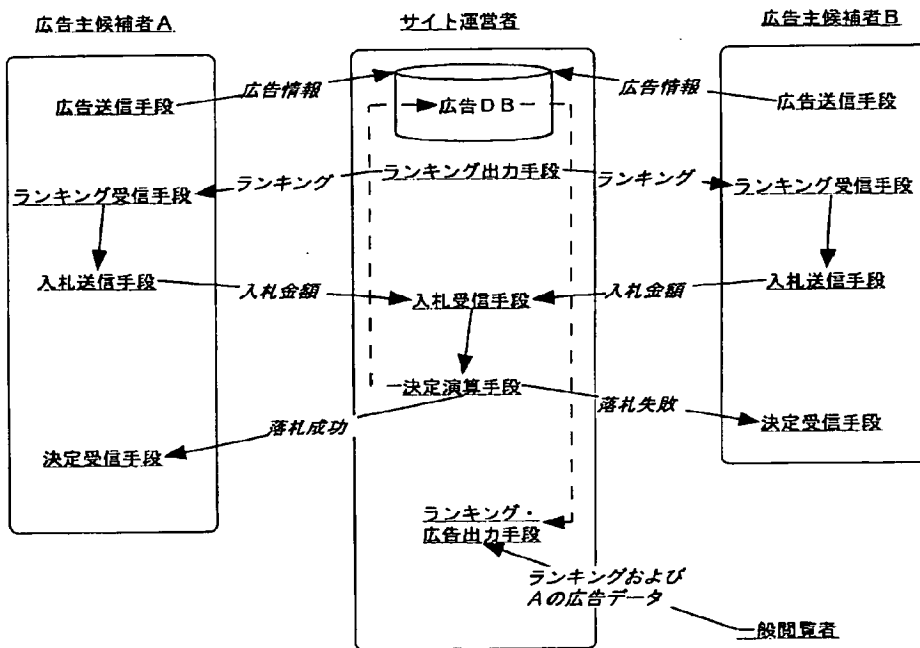 広告主候補者A
サイト運営者
広告主候補者B
広告送信手段
広告情報
広告DB
広告情報
広告送信手段
ランキング受信手段
ランキング
ランキング出力手段
ランキング
ランキング受信手段
入札送信手段
入札金額
入札受信手段
入札金額
入札送信手段
決定演算手段
落札成功
落札失敗
決定受信手段
決定受信手段
ランキング・
広告出力手段
ランキングおよび
Aの広告データ
一般閲覧者